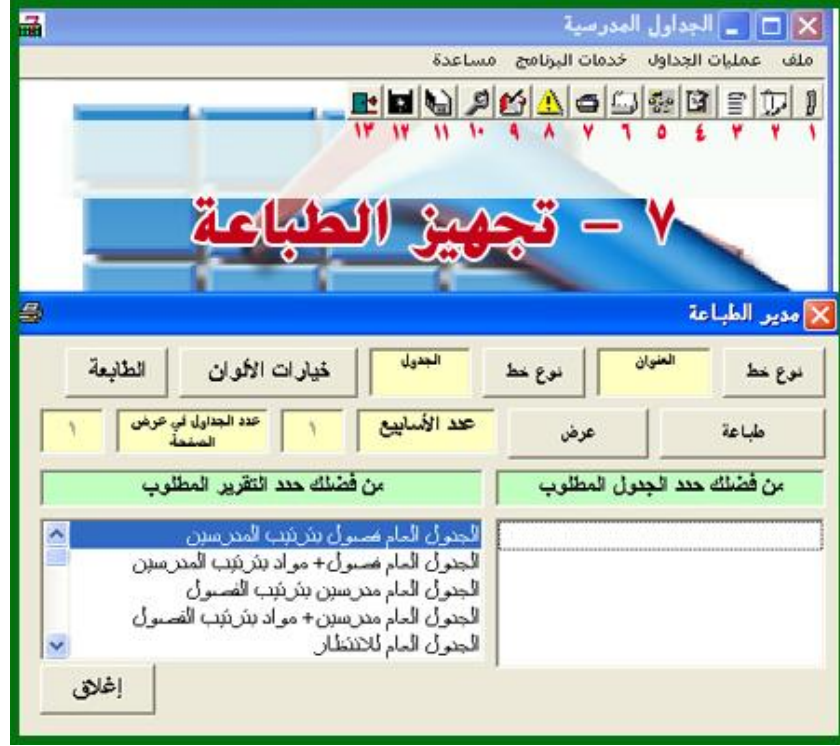 الجداول المدرسية
ملف عمليات الجداول خدمات البرنامج مساعدة
١ ٢ ٣ ٤ ٥ ٦ ٧ ٨ ٩ ١٠ ١١ ١٢ ١٣
٧ - تجهيز الطباعة
مدير الطباعة
نوع خط العنوان نوع خط الجدول خيارات الألوان الطابعة
طباعة عرض عدد الأسابيع ١ عدد الجداول في عرض الصفحة ١
من فضلك حدد الجدول المطلوب
من فضلك حدد التقرير المطلوب
الجدول العام فصول بترتيب المدرسين
الجدول العام فصول+ مواد بترتيب المدرسين
الجدول العام مدرسين بترتيب الفصول
الجدول العام مدرسين+ مواد بترتيب الفصول
الجدول العام للانتظار
إغلاق